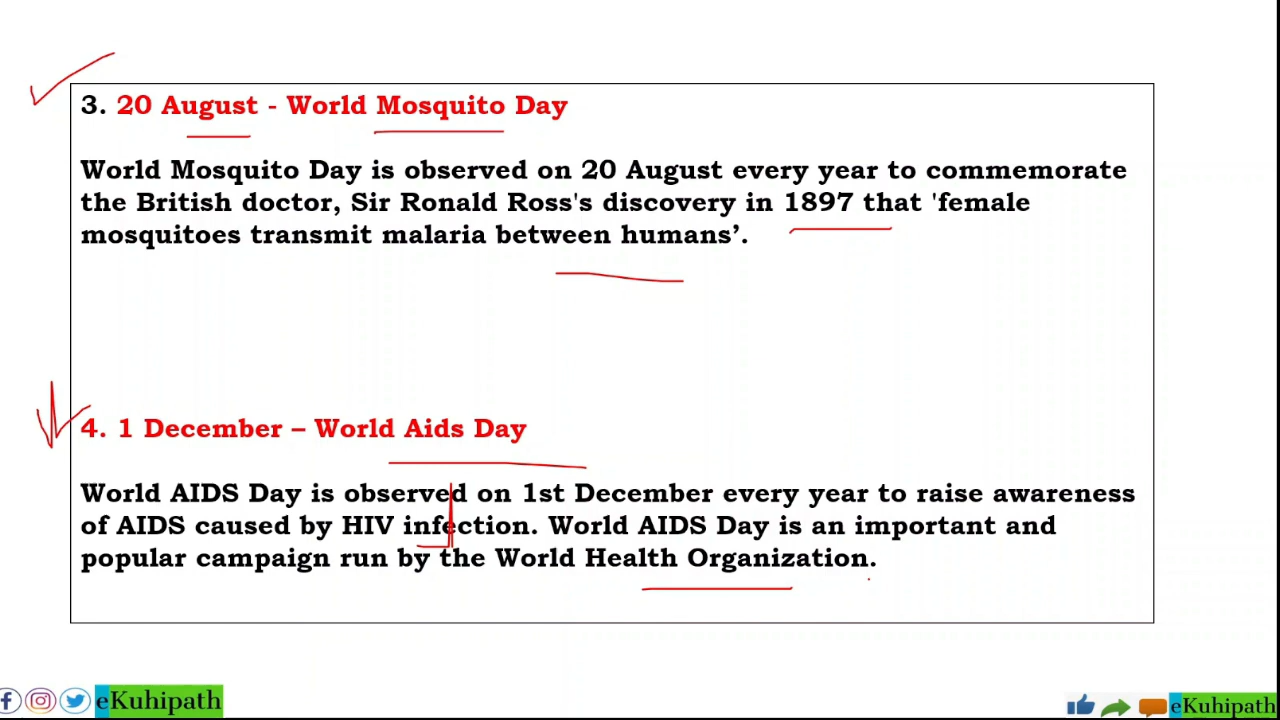 3. 20 August - World Mosquito Day
World Mosquito Day is observed on 20 August every year to commemorate
the British doctor, Sir Ronald Ross's discovery in 1897 that 'female
mosquitoes transmit malaria between humans’.
4. 1 December – World Aids Day
World AIDS Day is observed on 1st December every year to raise awareness
of AIDS caused by HIV infection. World AIDS Day is an important and
popular campaign run by the World Health Organization.
eKuhipath
eKuhipath